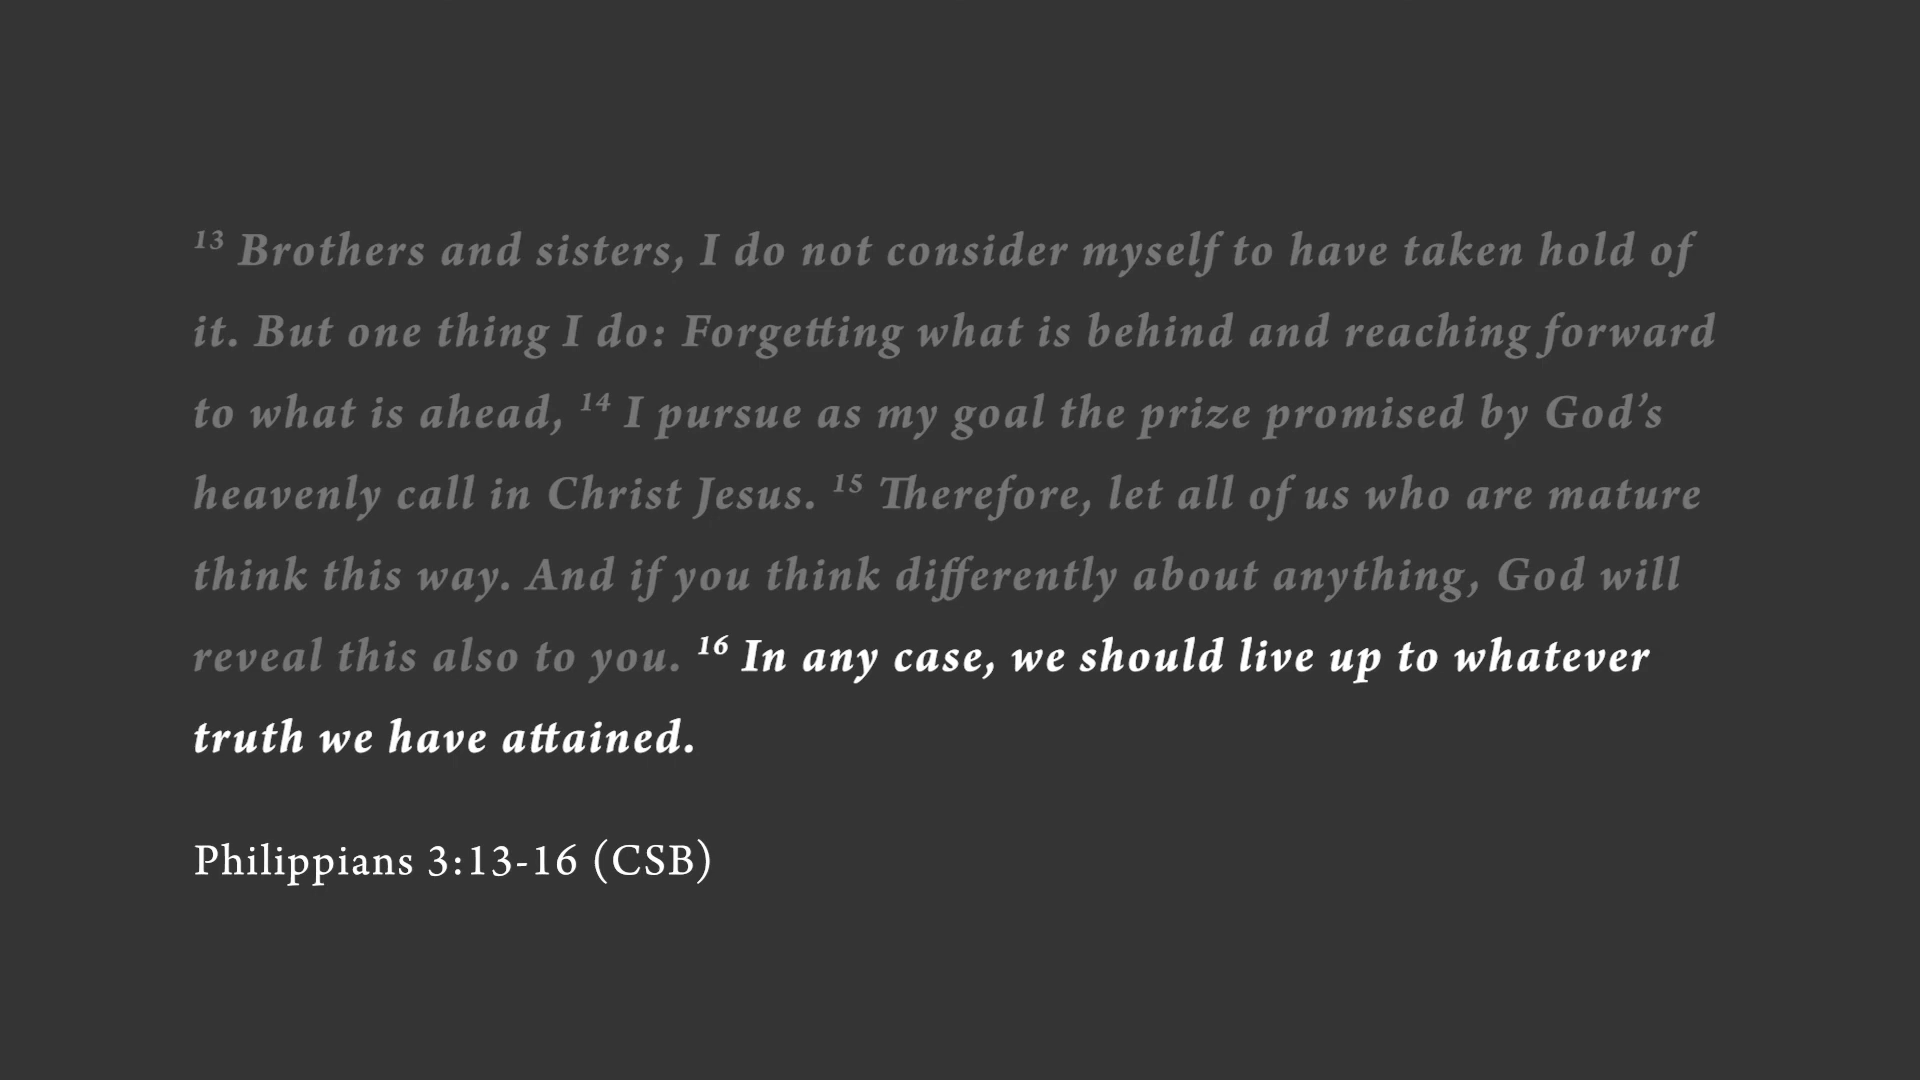 ¹³ Brothers and sisters, I do not consider myself to have taken hold of
it. But one thing I do: Forgetting what is behind and reaching forward
to what is ahead, ¹⁴ I pursue as my goal the prize promised by God’s
heavenly call in Christ Jesus. ¹⁵ Therefore, let all of us who are mature
think this way. And if you think differently about anything, God will
reveal this also to you. ¹⁶ In any case, we should live up to whatever
truth we have attained.
Philippians 3:13-16 (CSB)